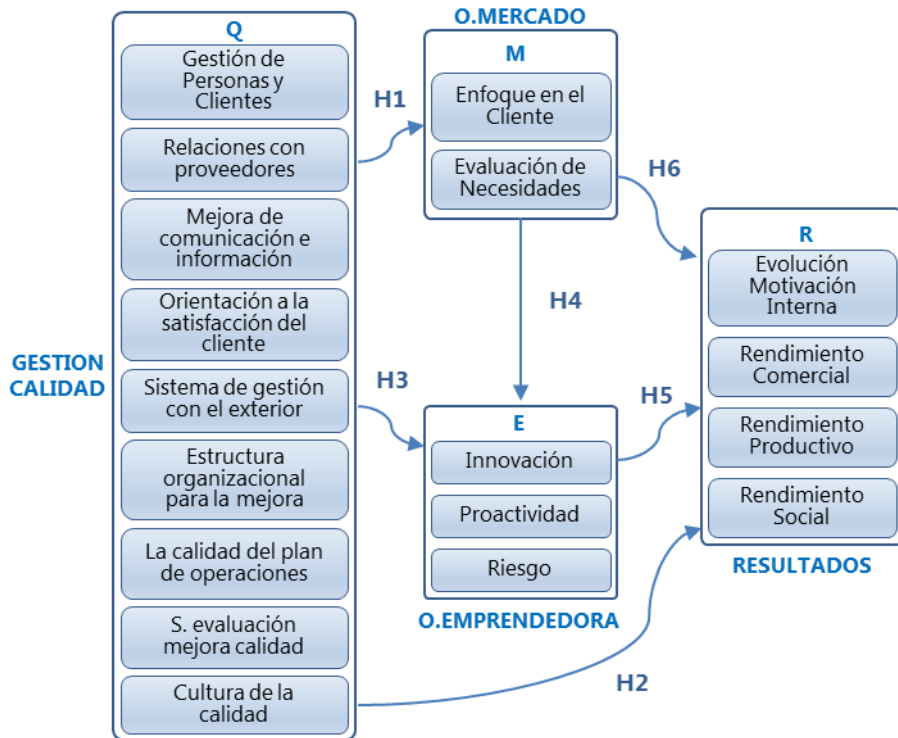 GESTION
CALIDAD
Q
Gestión de
Personas y
Clientes
Relaciones con
proveedores
Mejora de
comunicación e
información
Orientación a la
satisfacción del
cliente
Sistema de gestión
con el exterior
Estructura
organizacional
para la mejora
La calidad del plan
de operaciones
S. evaluación
mejora calidad
Cultura de la
calidad
H1
H3
H2
O.MERCADO
M
Enfoque en el
Cliente
Evaluación de
Necesidades
H4
E
Innovación
Proactividad
Riesgo
O.EMPRENDEDORA
H6
H5
R
Evolución
Motivación
Interna
Rendimiento
Comercial
Rendimiento
Productivo
Rendimiento
Social
RESULTADOS